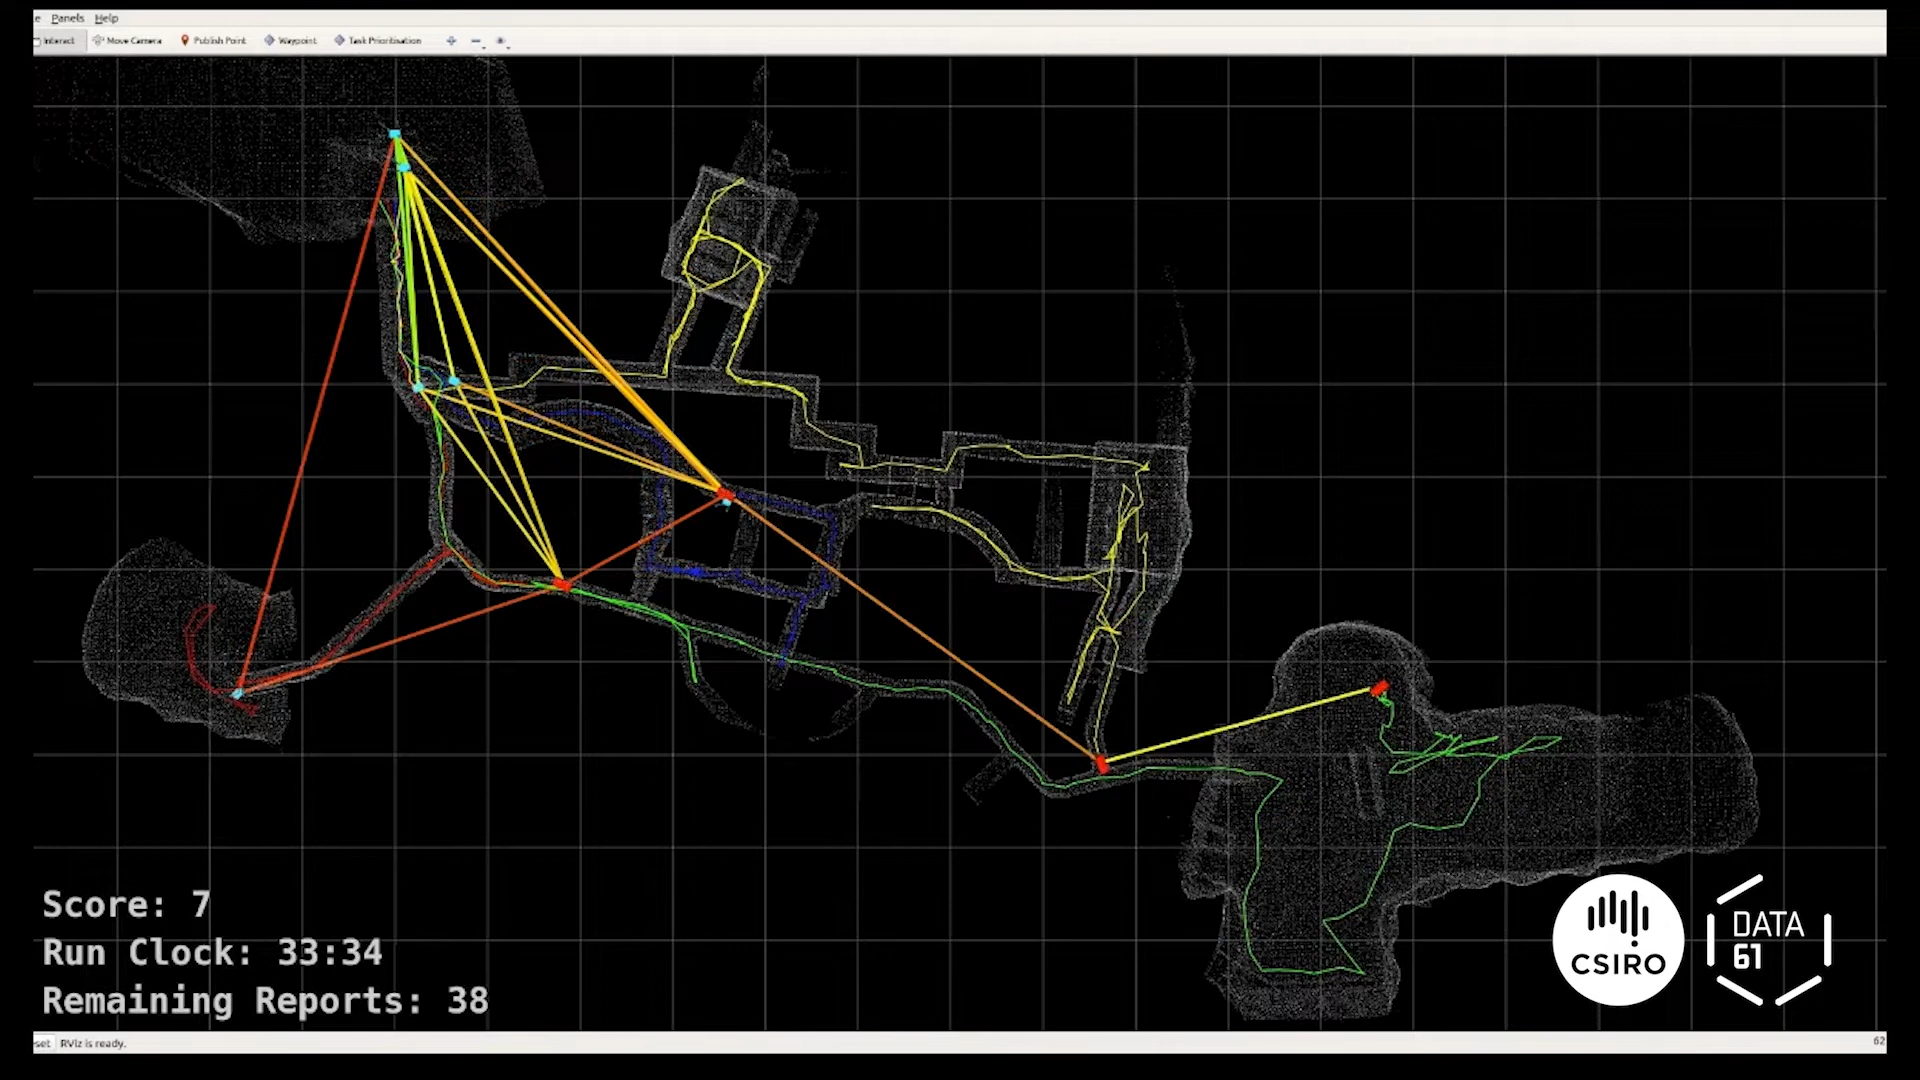 Panels Help
Interact Move Camera Publish Point Waypoint Task Prioritisation
Score: 7
Run Clock: 33:34
Remaining Reports: 38
CSIRO
DATA
61
RViz is ready.
62